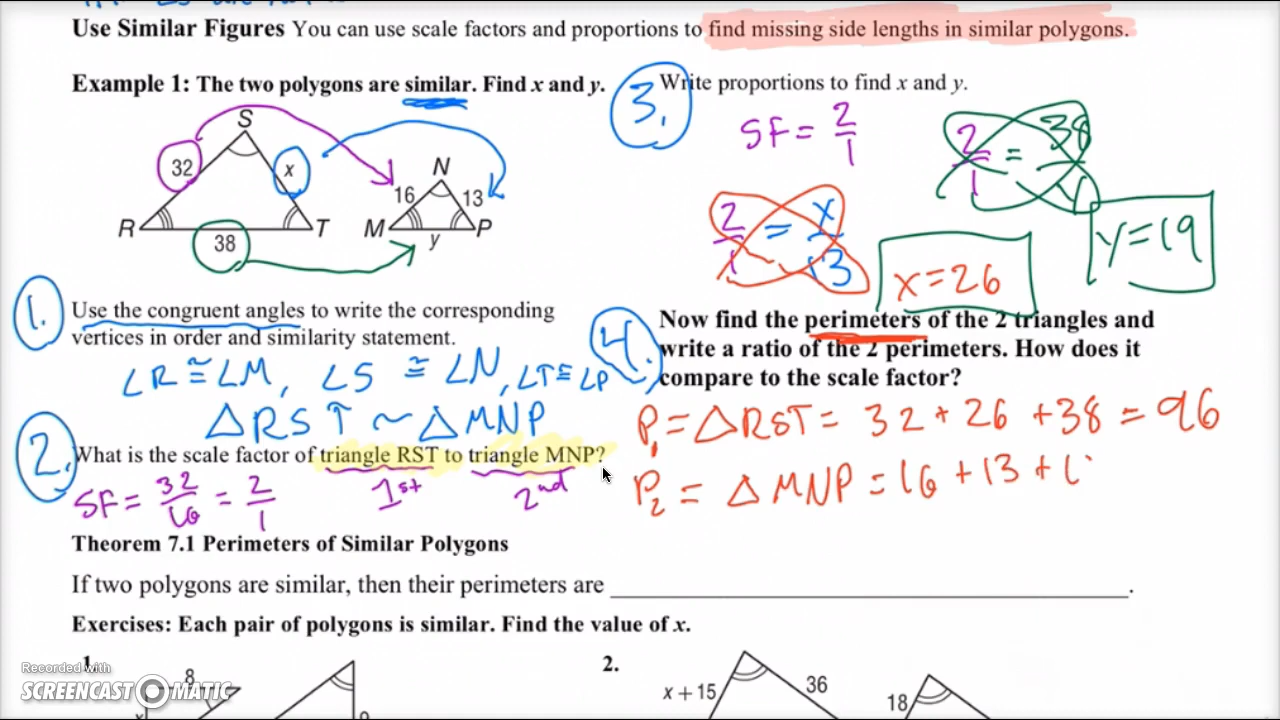 Use Similar Figures You can use scale factors and proportions to find missing side lengths in similar polygons.
Example 1: The two polygons are similar. Find x and y.
S
32
x
R
T
38
N
16
13
M
P
y
1.
Use the congruent angles to write the corresponding
vertices in order and similarity statement.
∠R ≅ ∠M, ∠S ≅ ∠N, ∠T ≅ ∠P
△RST ~ △MNP
2.
What is the scale factor of triangle RST to triangle MNP?
SF = 32/16 = 2/1
1st
2nd
3.
Write proportions to find x and y.
SF = 2/1
2/1 = 38/y
2/1 = x/13
x=26
y=19
4.
Now find the perimeters of the 2 triangles and
write a ratio of the 2 perimeters. How does it
compare to the scale factor?
P1 = △RST = 32 + 26 + 38 = 96
P2 = △MNP = 16 + 13 + 1
Theorem 7.1 Perimeters of Similar Polygons
If two polygons are similar, then their perimeters are ______.
Exercises: Each pair of polygons is similar. Find the value of x.
1.
8
2.
x + 15
36
18
Recorded with
SCREENCAST MATIC